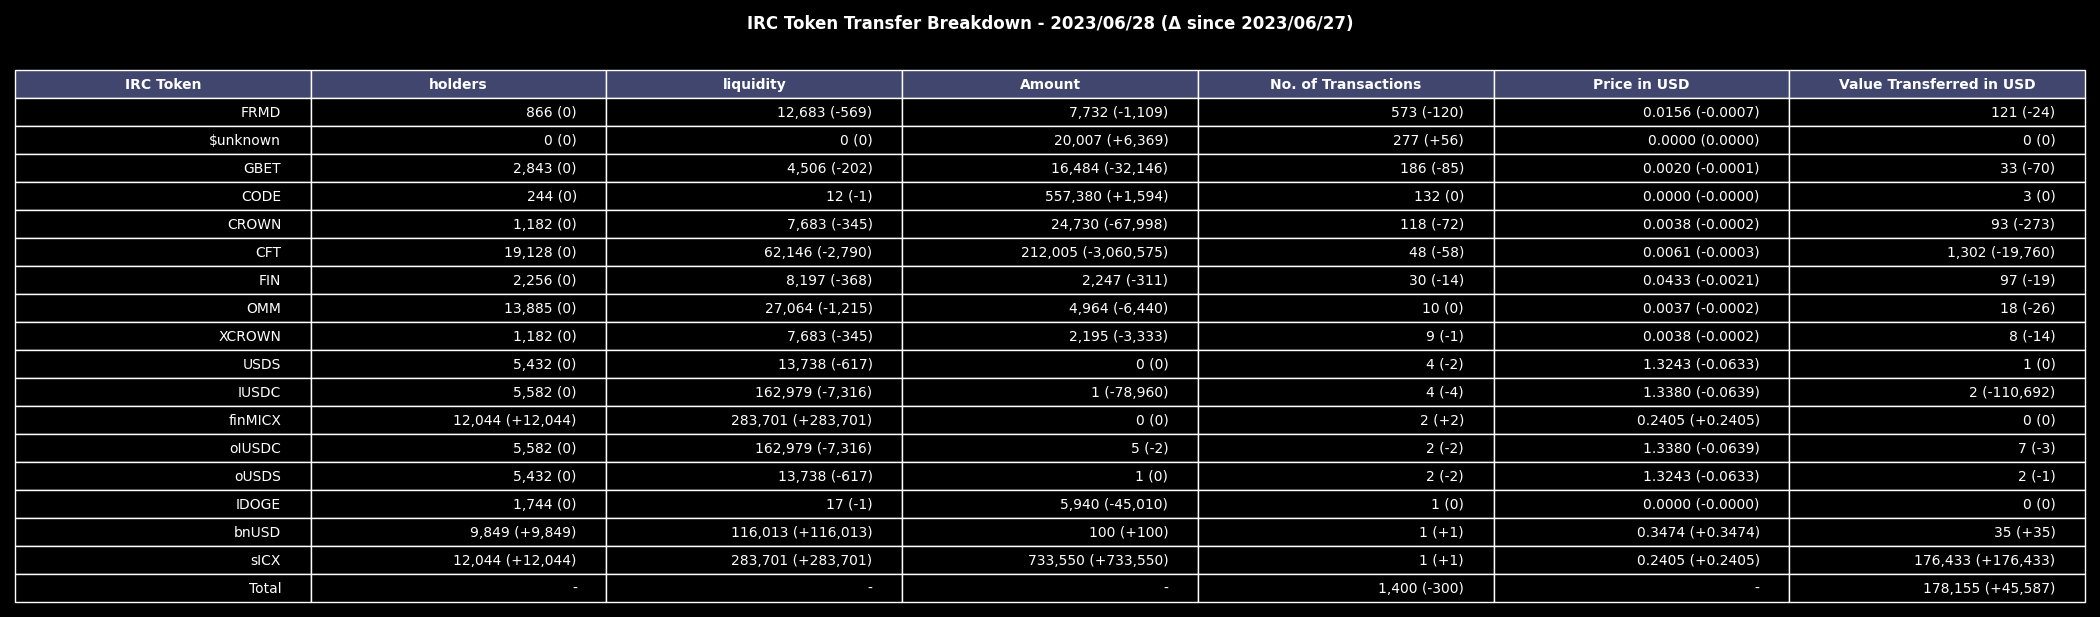 IRC Token Transfer Breakdown - 2023/06/28 (Δ since 2023/06/27)
IRC Token holders liquidity Amount No. of Transactions Price in USD Value Transferred in USD
FRMD 866 (0) 12,683 (-569) 7,732 (-1,109) 573 (-120) 0.0156 (-0.0007) 121 (-24)
$unknown 0 (0) 0 (0) 20,007 (+6,369) 277 (+56) 0.0000 (0.0000) 0 (0)
GBET 2,843 (0) 4,506 (-202) 16,484 (-32,146) 186 (-85) 0.0020 (-0.0001) 33 (-70)
CODE 244 (0) 12 (-1) 557,380 (+1,594) 132 (0) 0.0000 (-0.0000) 3 (0)
CROWN 1,182 (0) 7,683 (-345) 24,730 (-67,998) 118 (-72) 0.0038 (-0.0002) 93 (-273)
CFT 19,128 (0) 62,146 (-2,790) 212,005 (-3,060,575) 48 (-58) 0.0061 (-0.0003) 1,302 (-19,760)
FIN 2,256 (0) 8,197 (-368) 2,247 (-311) 30 (-14) 0.0433 (-0.0021) 97 (-19)
OMM 13,885 (0) 27,064 (-1,215) 4,964 (-6,440) 10 (0) 0.0037 (-0.0002) 18 (-26)
XCROWN 1,182 (0) 7,683 (-345) 2,195 (-3,333) 9 (-1) 0.0038 (-0.0002) 8 (-14)
USDS 5,432 (0) 13,738 (-617) 0 (0) 4 (-2) 1.3243 (-0.0633) 1 (0)
IUSDC 5,582 (0) 162,979 (-7,316) 1 (-78,960) 4 (-4) 1.3380 (-0.0639) 2 (-110,692)
finMICX 12,044 (+12,044) 283,701 (+283,701) 0 (0) 2 (+2) 0.2405 (+0.2405) 0 (0)
oIUSDC 5,582 (0) 162,979 (-7,316) 5 (-2) 2 (-2) 1.3380 (-0.0639) 7 (-3)
oUSDS 5,432 (0) 13,738 (-617) 1 (0) 2 (-2) 1.3243 (-0.0633) 2 (-1)
IDOGE 1,744 (0) 17 (-1) 5,940 (-45,010) 1 (0) 0.0000 (-0.0000) 0 (0)
bnUSD 9,849 (+9,849) 116,013 (+116,013) 100 (+100) 1 (+1) 0.3474 (+0.3474) 35 (+35)
sICX 12,044 (+12,044) 283,701 (+283,701) 733,550 (+733,550) 1 (+1) 0.2405 (+0.2405) 176,433 (+176,433)
Total - - - 1,400 (-300) - 178,155 (+45,587)